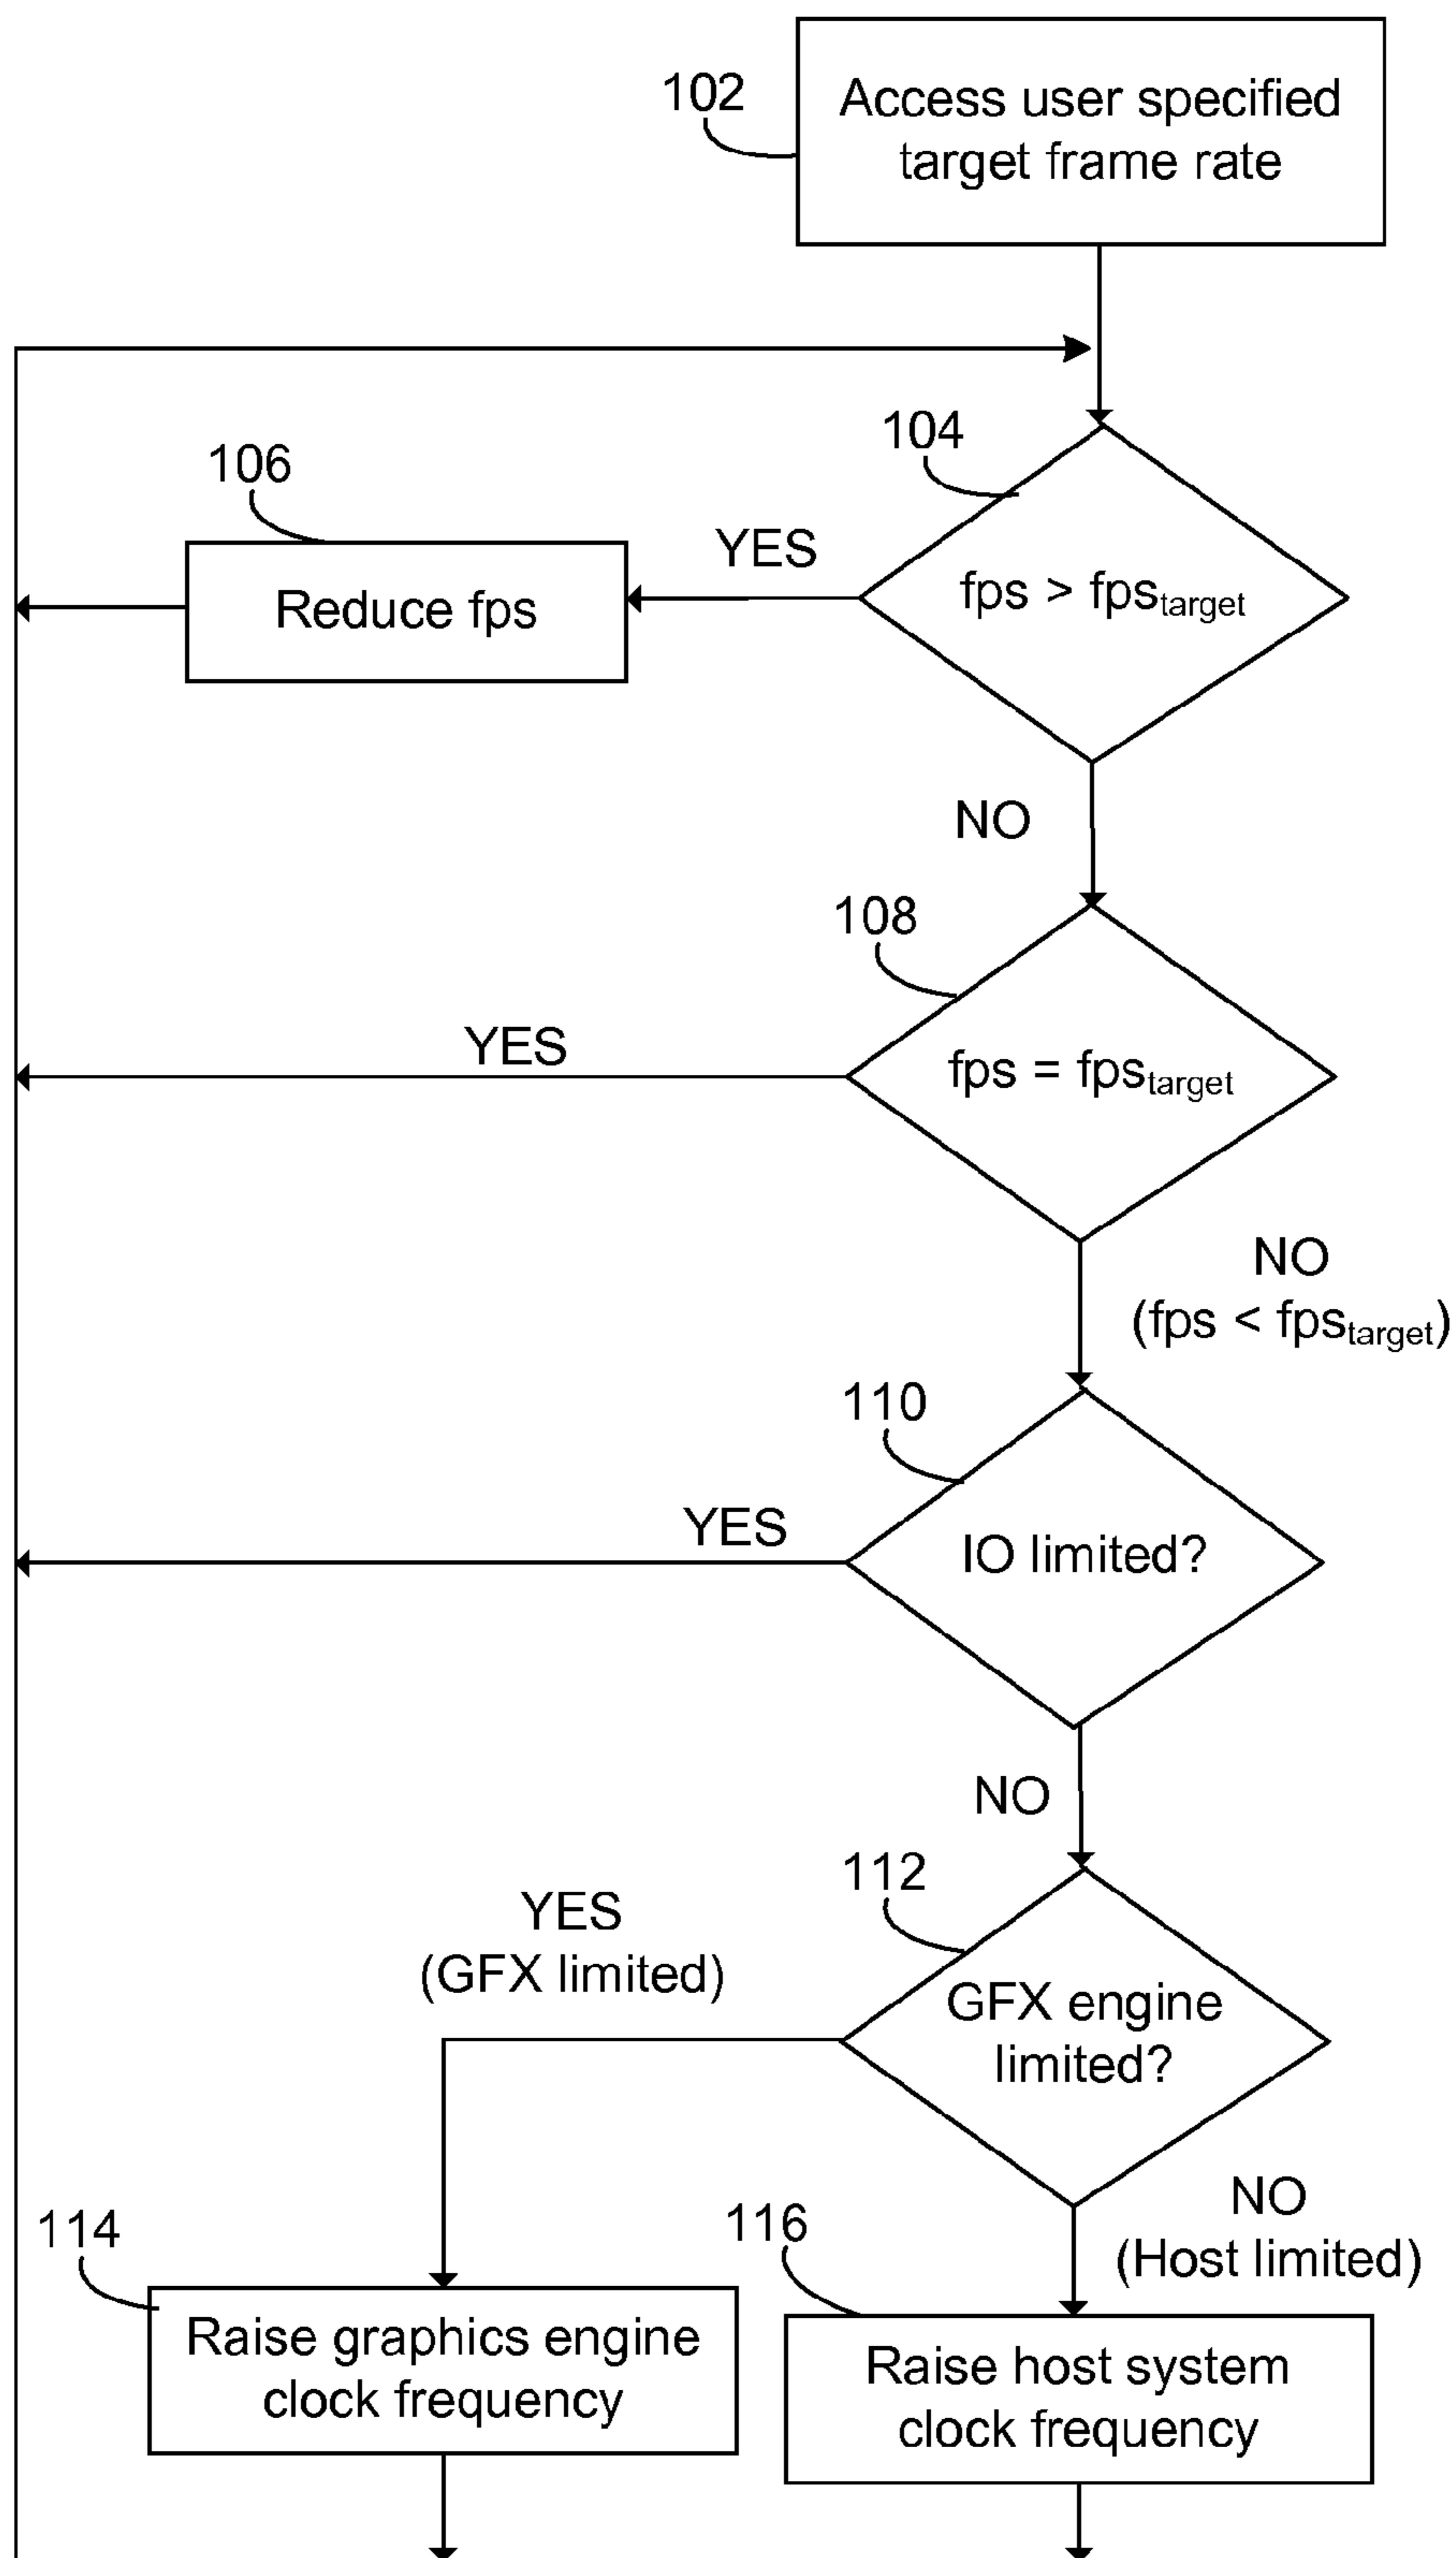 102
Access user specified
target frame rate
104
106
YES
fps > fpstarget
Reduce fps
NO
108
YES
fps = fpstarget
NO
(fps < fpstarget)
110
YES
IO limited?
NO
112
YES
(GFX limited)
GFX engine
limited?
NO
(Host limited)
114
116
Raise graphics engine
clock frequency
Raise host system
clock frequency